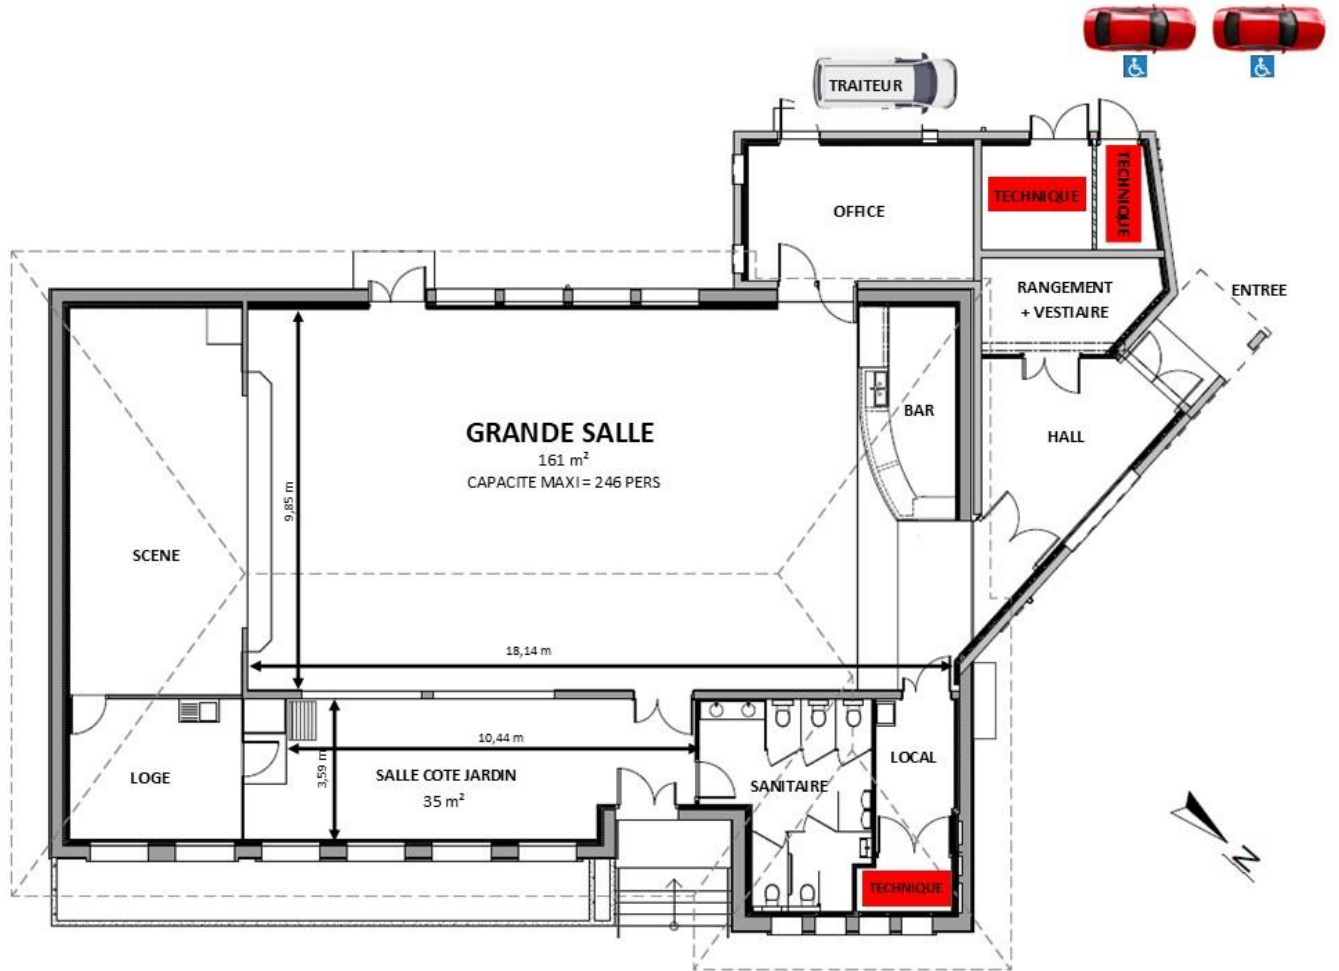 TRAITEUR
TECHNIQUE
TECHNIQUE
OFFICE
RANGEMENT
+ VESTIAIRE
ENTREE
BAR
HALL
GRANDE SALLE
161 m²
CAPACITE MAXI = 246 PERS
9,85 m
SCENE
18,14 m
10,44 m
3,59 m
LOGE
SALLE COTE JARDIN
35 m²
SANITAIRE
LOCAL
TECHNIQUE
N